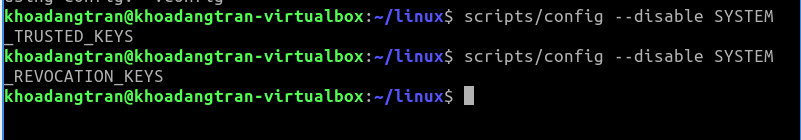 khoadangtran@khoadangtran-virtualbox:~/linux$ scripts/config --disable SYSTEM
_TRUSTED_KEYS
khoadangtran@khoadangtran-virtualbox:~/linux$ scripts/config --disable SYSTEM
_REVOCATION_KEYS
khoadangtran@khoadangtran-virtualbox:~/linux$